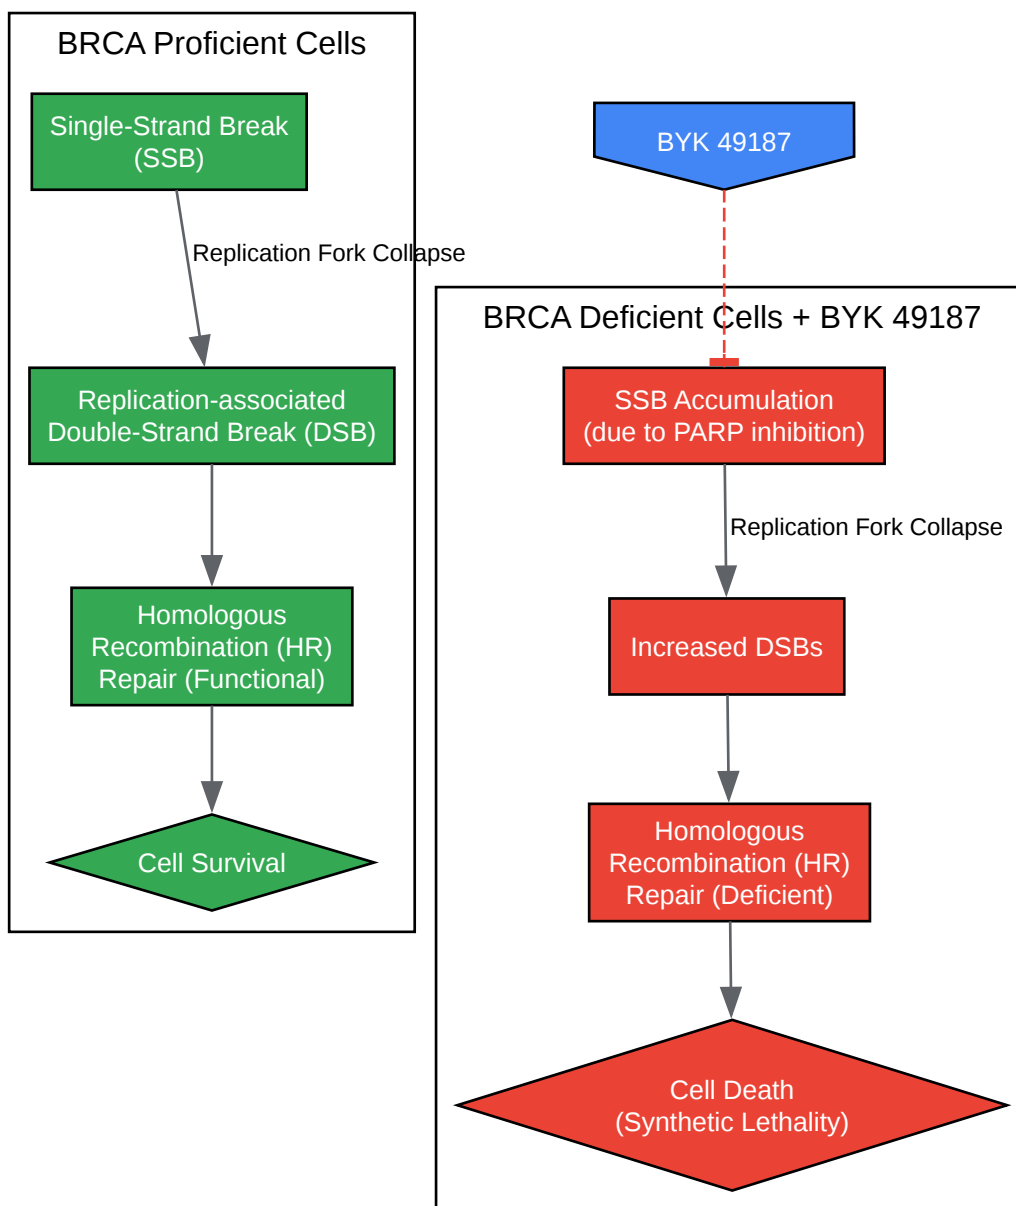 BRCA Proficient Cells
Single-Strand Break
(SSB)
Replication Fork Collapse
Replication-associated
Double-Strand Break (DSB)
Homologous
Recombination (HR)
Repair (Functional)
Cell Survival
BYK 49187
BRCA Deficient Cells + BYK 49187
SSB Accumulation
(due to PARP inhibition)
Replication Fork Collapse
Increased DSBs
Homologous
Recombination (HR)
Repair (Deficient)
Cell Death
(Synthetic Lethality)